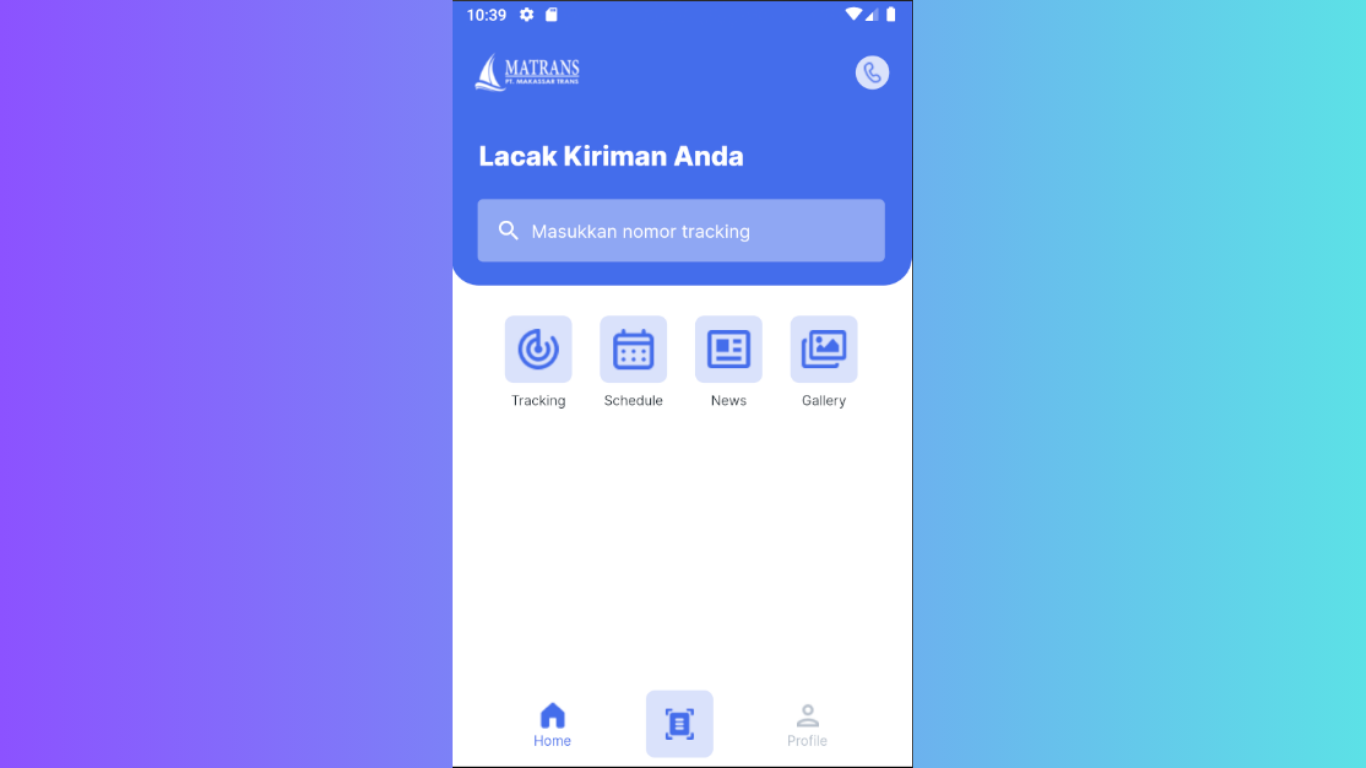 10:39
MATRANS
PT. MAKASSAR TRANS
Lacak Kiriman Anda
Masukkan nomor tracking
Tracking Schedule News Gallery
Home Profile